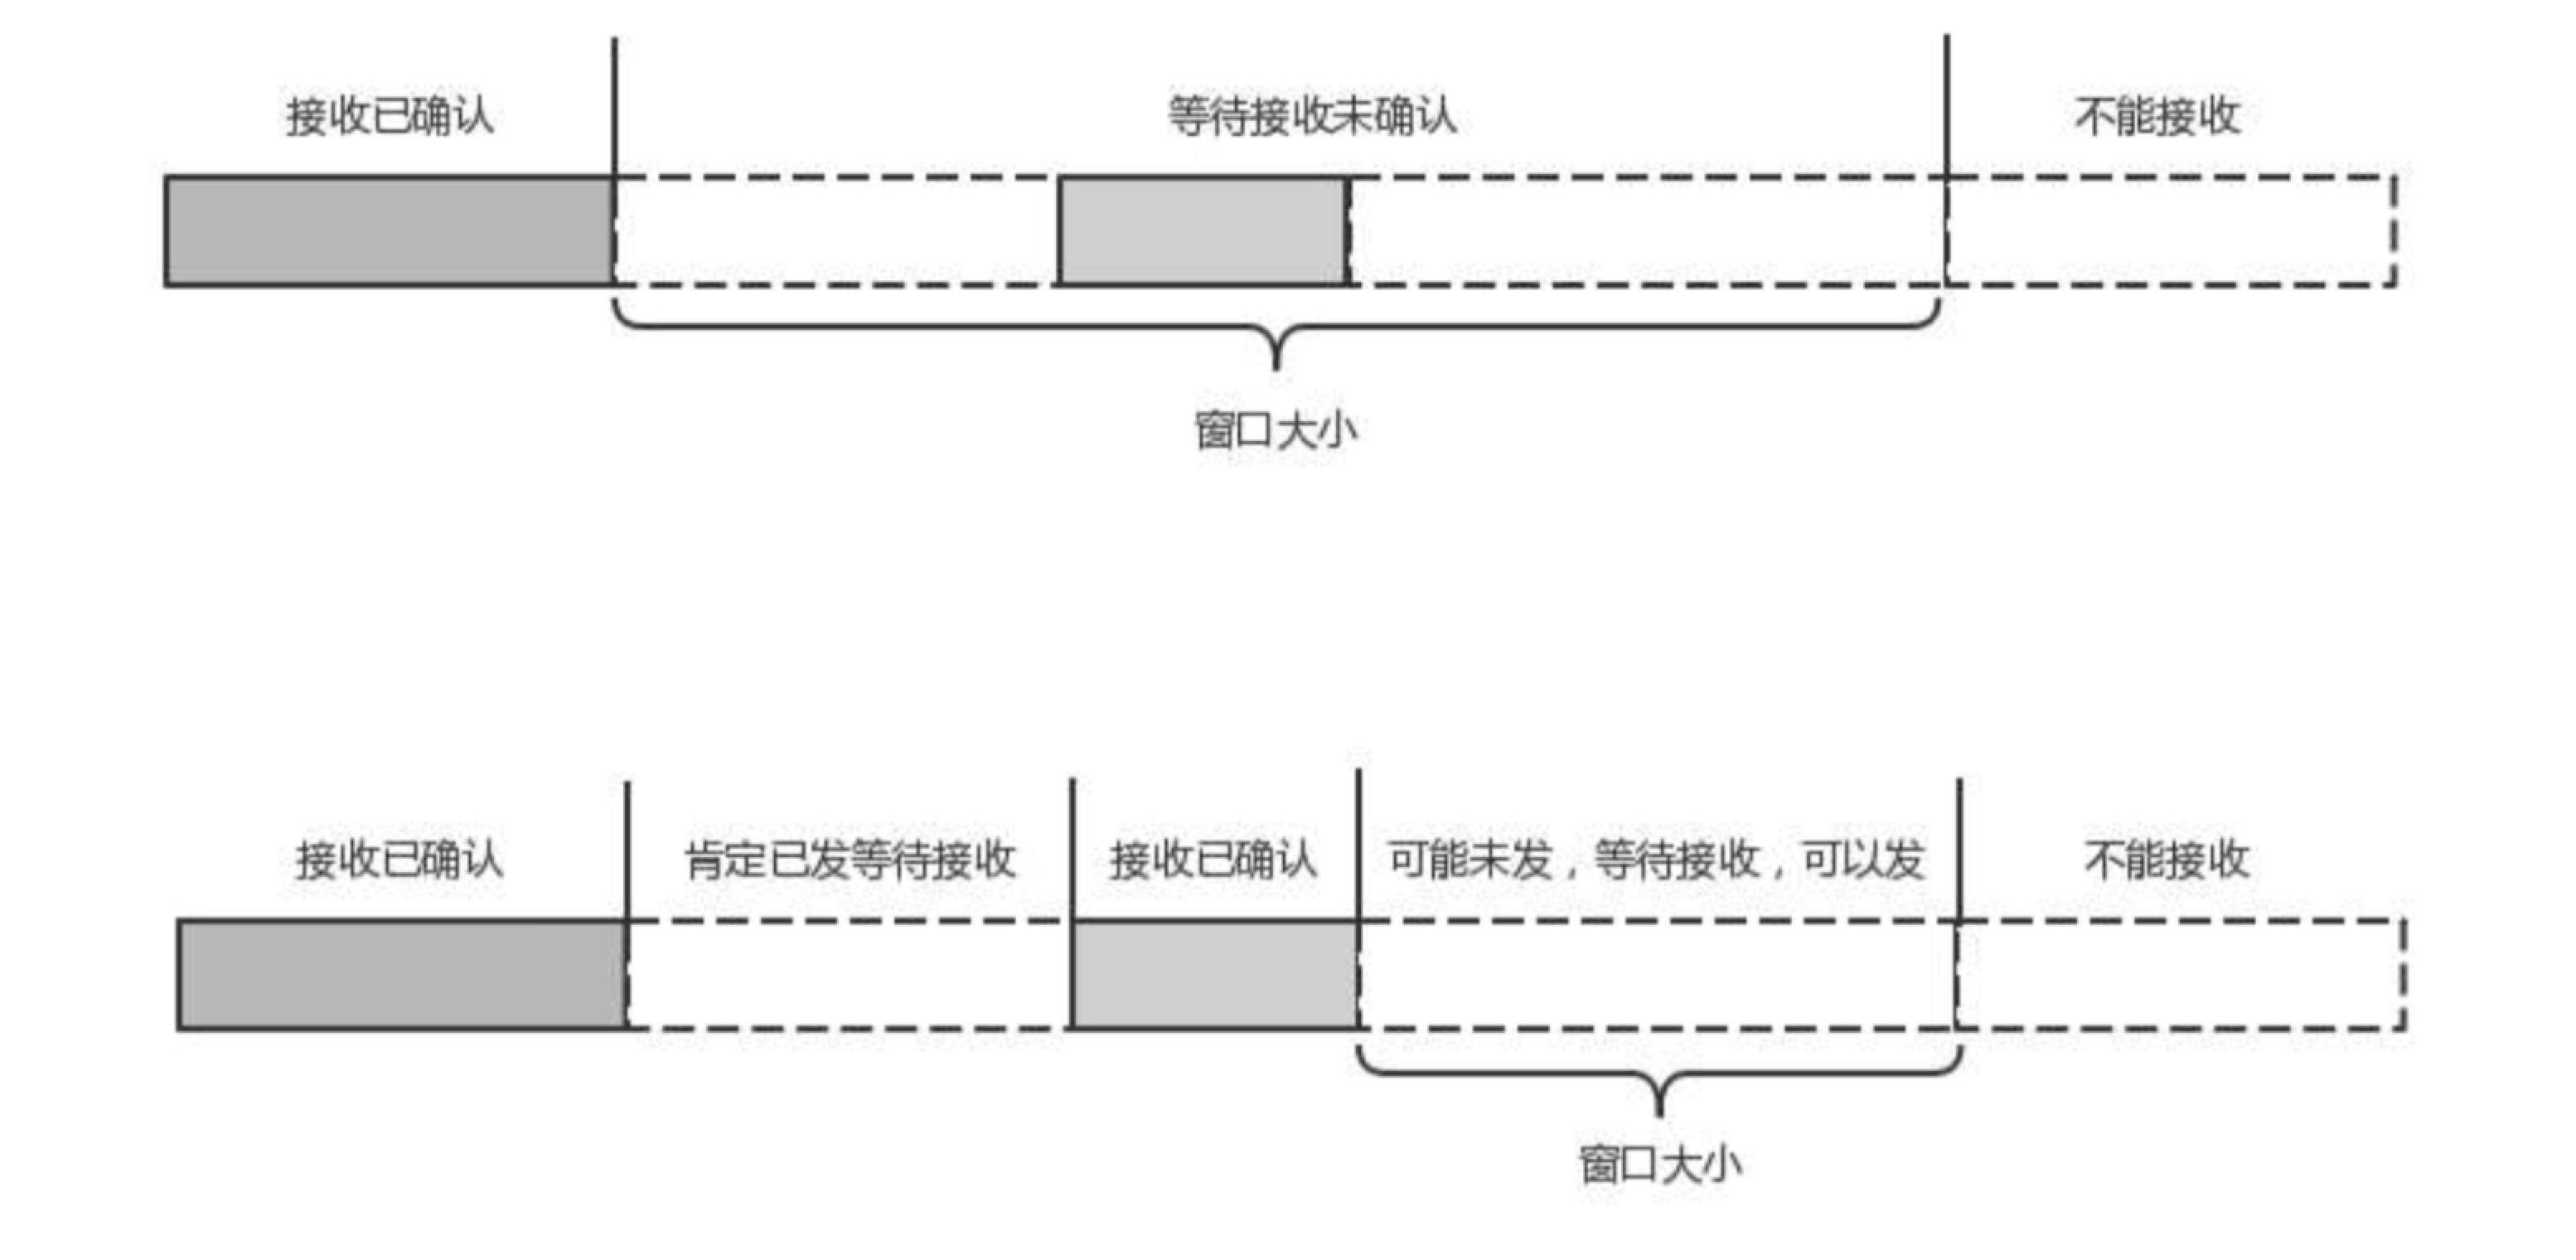 接收已确认
等待接收未确认
不能接收
窗口大小
接收已确认
肯定已发等待接收
接收已确认
可能未发，等待接收，可以发
不能接收
窗口大小